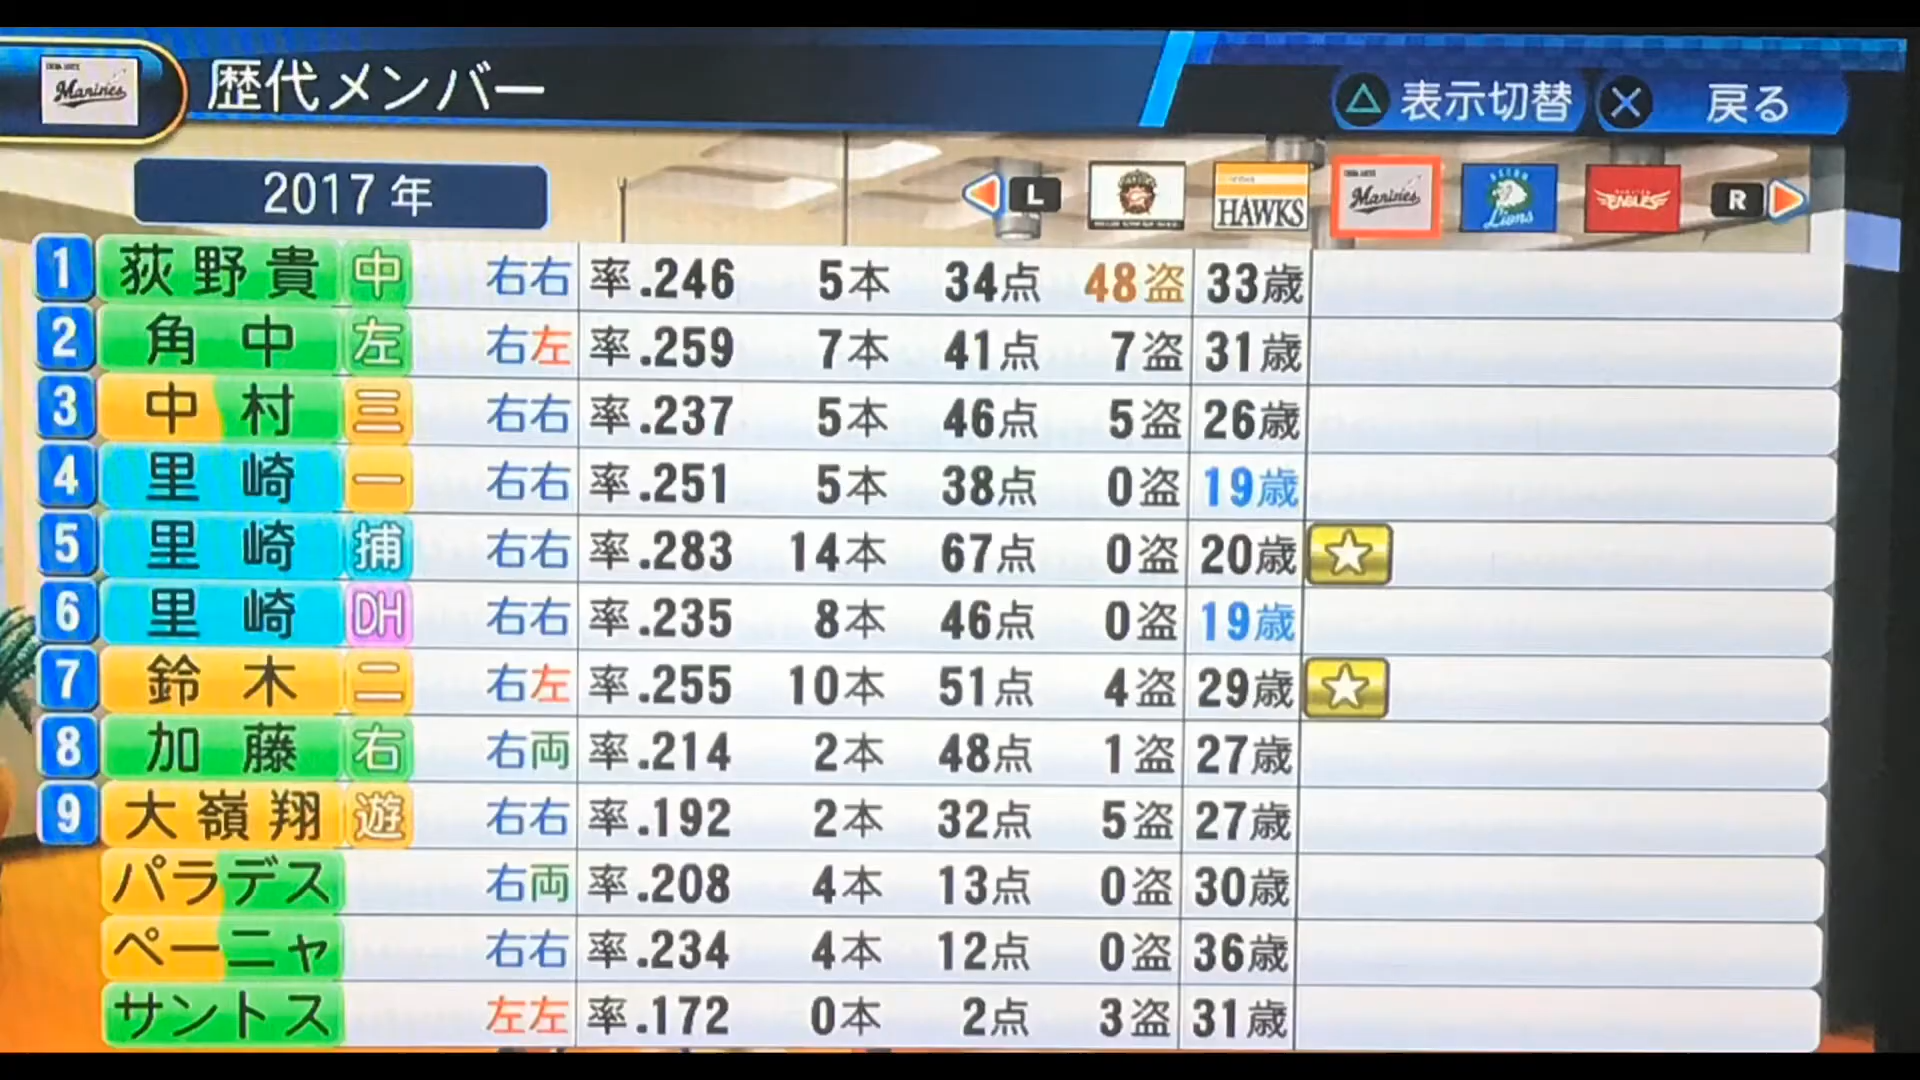 Marines 歴代メンバー △ 表示切替 × 戻る
2017年 L HAWKS Marines Lions EAGLES R
1 荻野貴 中 右右 率.246 5本 34点 48盗 33歳
2 角中 左 右左 率.259 7本 41点 7盗 31歳
3 中村 三 右右 率.237 5本 46点 5盗 26歳
4 里崎 一 右右 率.251 5本 38点 0盗 19歳
5 里崎 捕 右右 率.283 14本 67点 0盗 20歳
6 里崎 DH 右右 率.235 8本 46点 0盗 19歳
7 鈴木 二 右左 率.255 10本 51点 4盗 29歳
8 加藤 右 右両 率.214 2本 48点 1盗 27歳
9 大嶺翔 遊 右右 率.192 2本 32点 5盗 27歳
パラデス 右両 率.208 4本 13点 0盗 30歳
ペーニャ 右右 率.234 4本 12点 0盗 36歳
サントス 左左 率.172 0本 2点 3盗 31歳